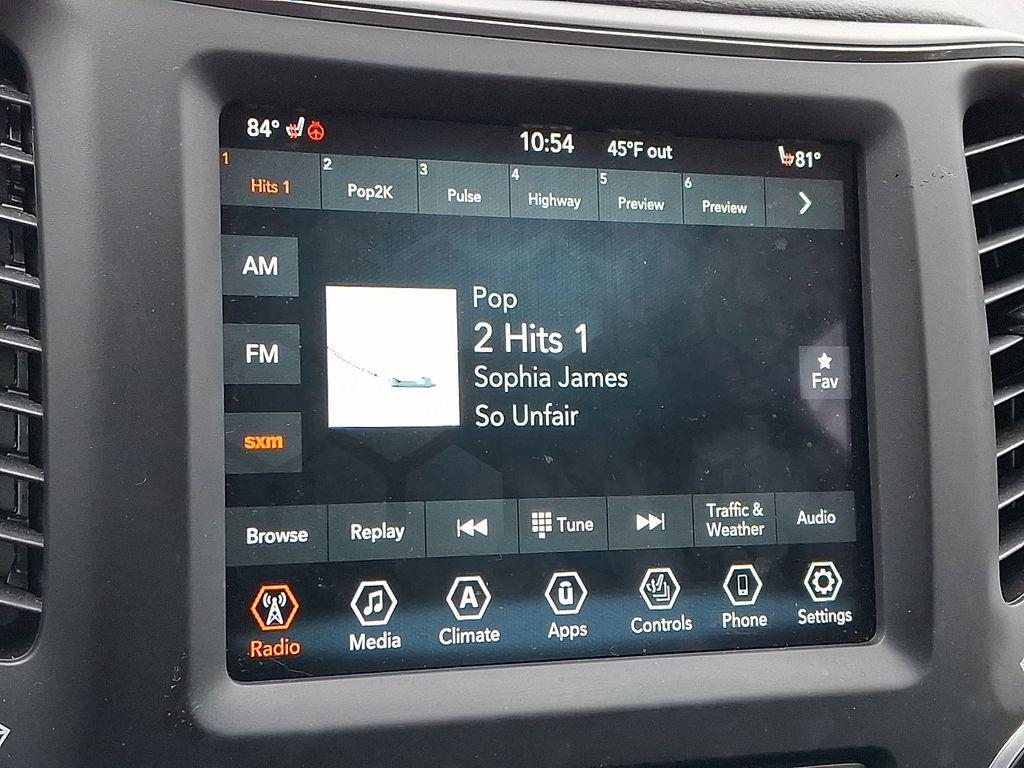 84° 10:54 45°F out 81°
1 Hits 1 2 Pop2K 3 Pulse 4 Highway 5 Preview 6 Preview
AM
FM
sxm
Pop
2 Hits 1
Sophia James
So Unfair
Fav
Browse Replay Tune Traffic & Weather Audio
A ū
Radio Media Climate Apps Controls Phone Settings